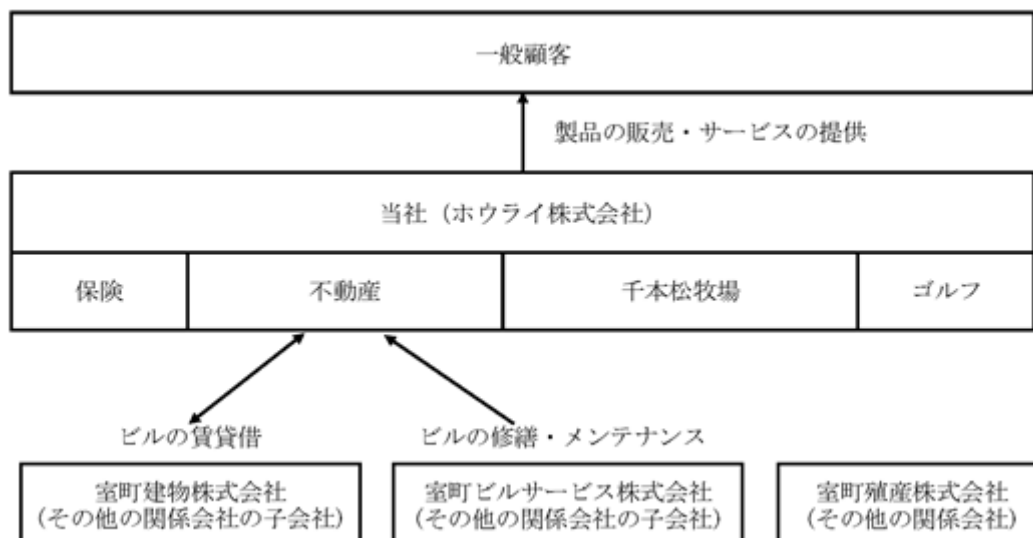 一般顧客
製品の販売・サービスの提供
当社（ホウライ株式会社）
保険
不動産
千本松牧場
ゴルフ
ビルの賃貸借
ビルの修繕・メンテナンス
室町建物株式会社
(その他の関係会社の子会社)
室町ビルサービス株式会社
(その他の関係会社の子会社)
室町殖産株式会社
(その他の関係会社)